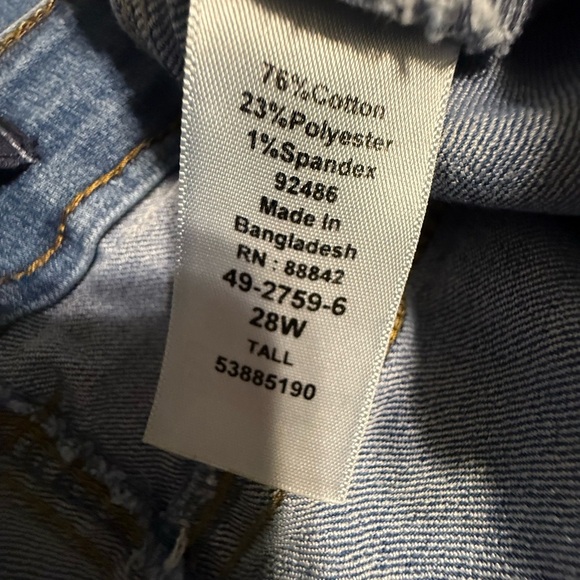 76%Cotton
23%Polyester
1%Spandex
92486
Made In
Bangladesh
RN : 88842
49-2759-6
28W
TALL
53885190